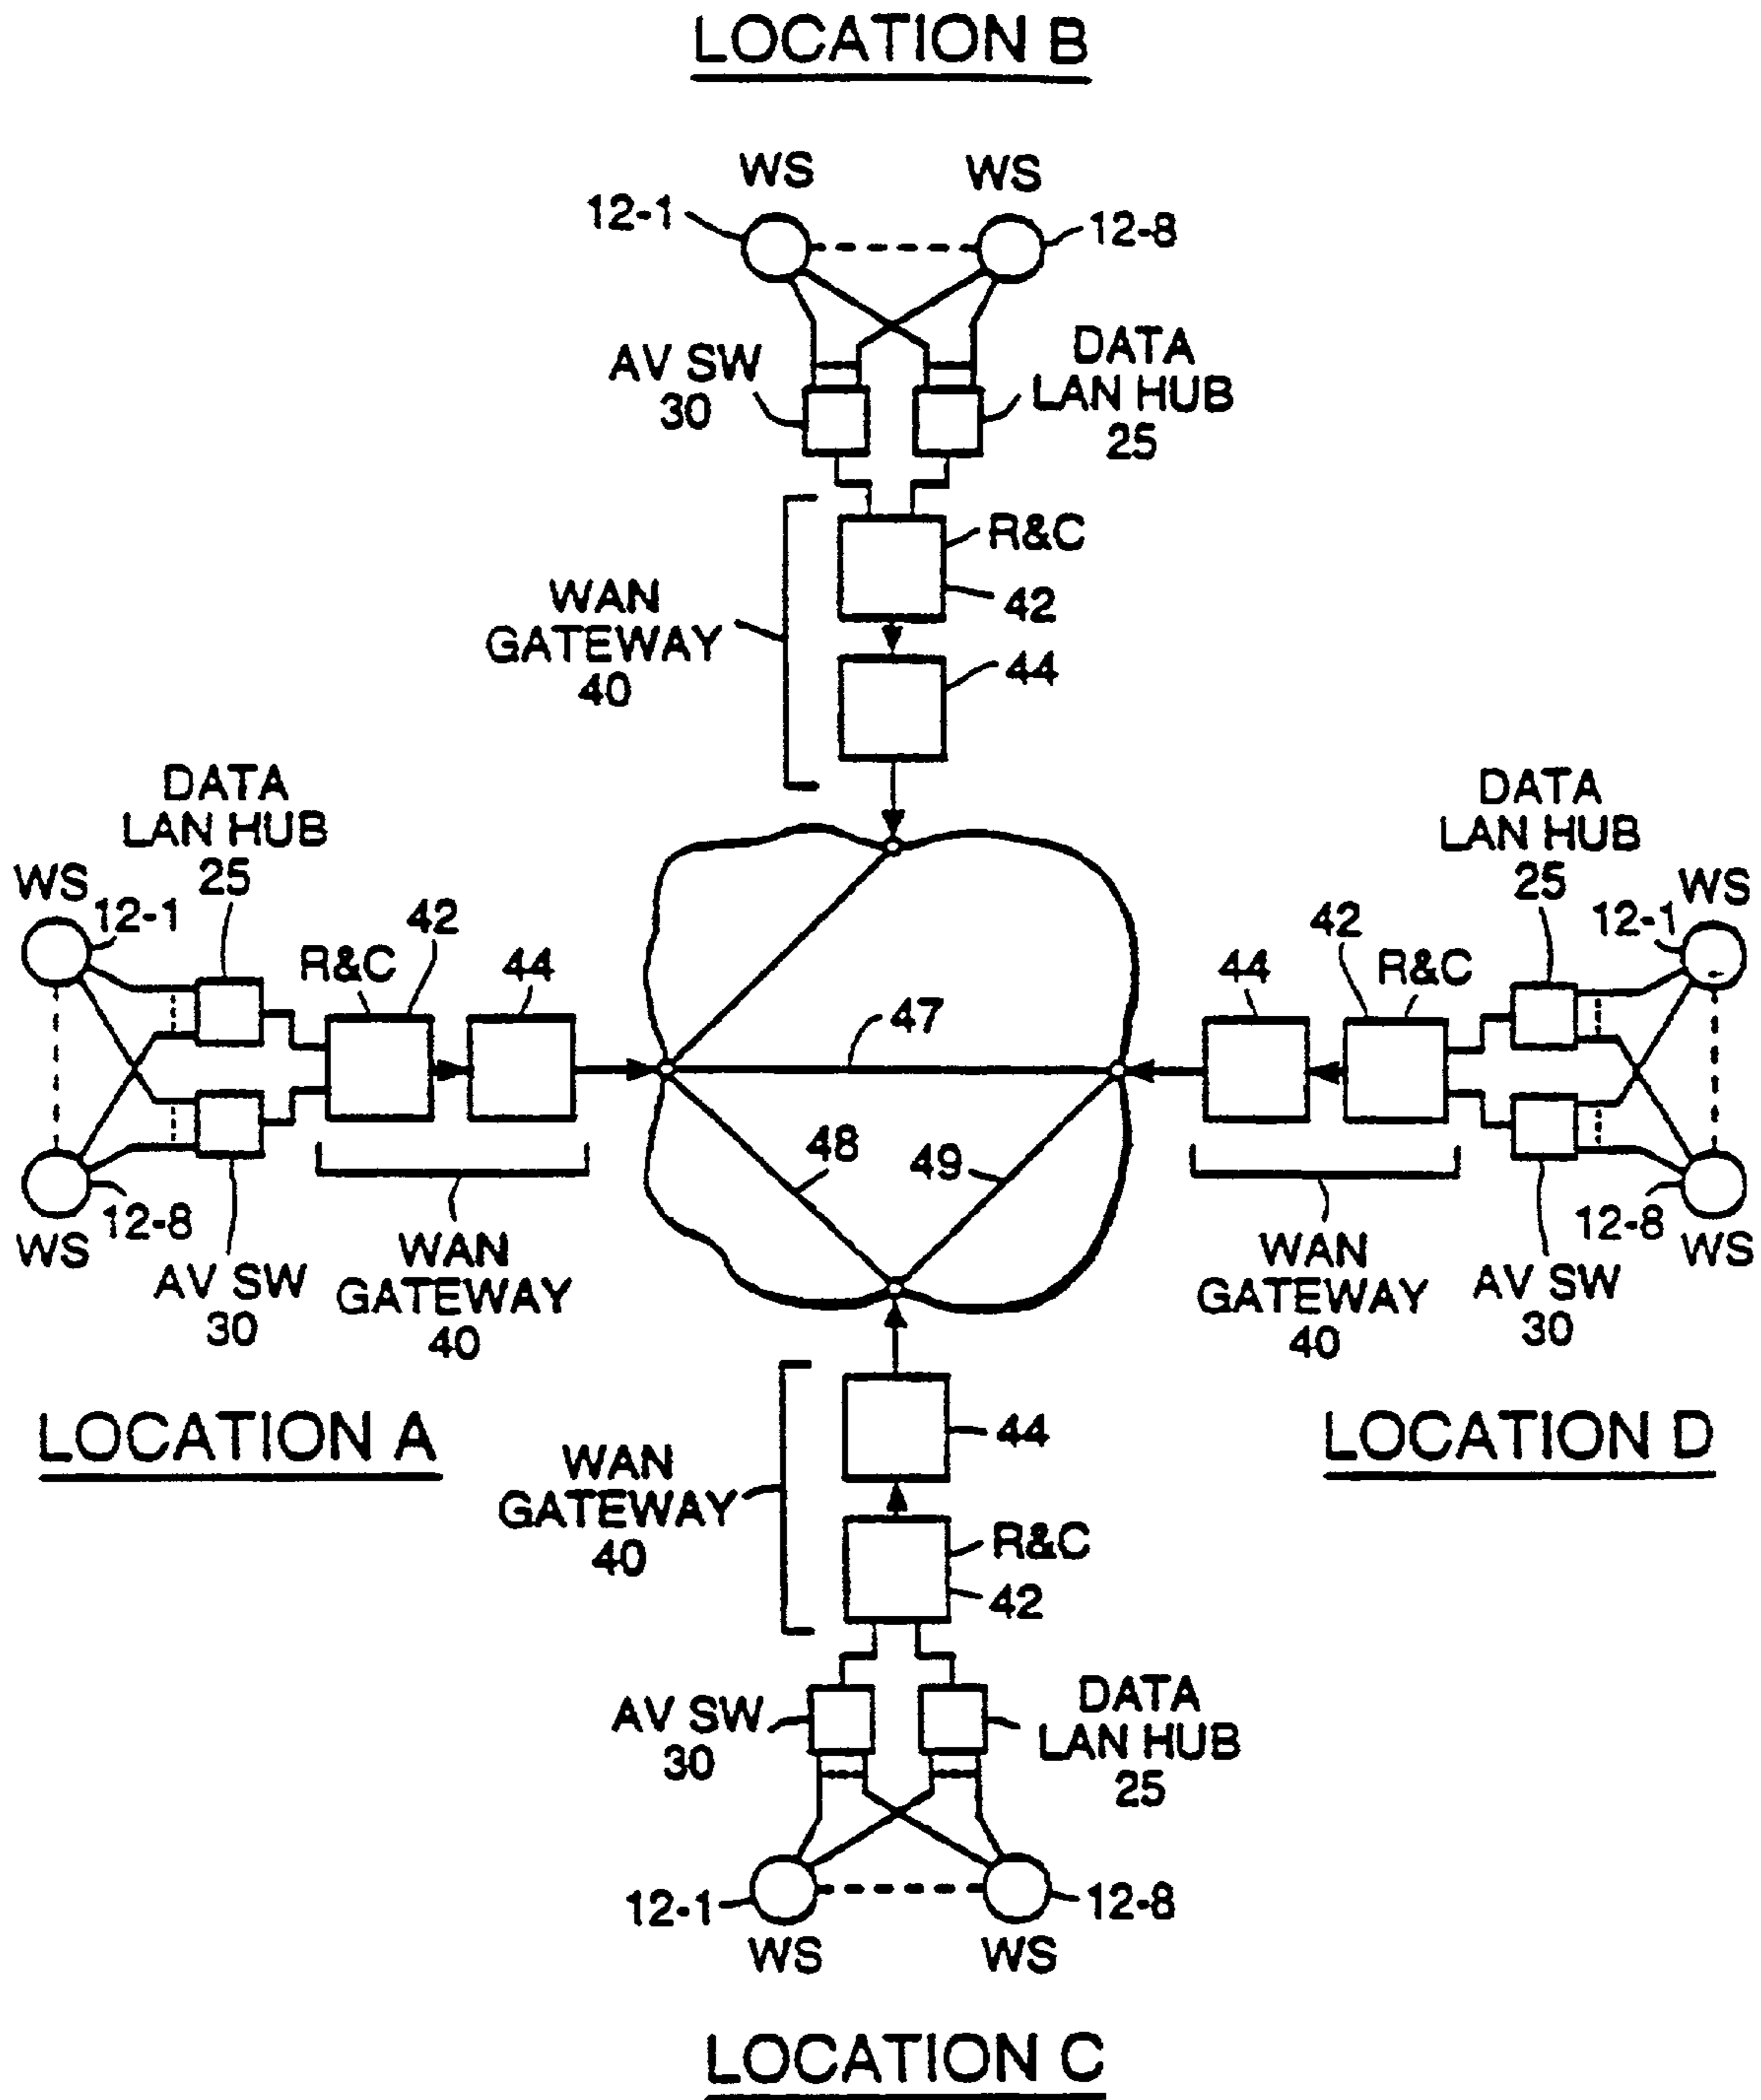 LOCATION B
WS
WS
12-1
12-8
AV SW
30
DATA
LAN HUB
25
R&C
42
WAN
GATEWAY
40
44
DATA
LAN HUB
25
WS
12-1
42
R&C
44
12-8
WS
AV SW
30
WAN
GATEWAY
40
LOCATION A
47
48
49
DATA
LAN HUB
25
WS
12-1
42
R&C
44
12-8
WS
WAN
GATEWAY
40
AV SW
30
LOCATION D
44
WAN
GATEWAY
40
R&C
42
AV SW
30
DATA
LAN HUB
25
12-1
12-8
WS
WS
LOCATION C